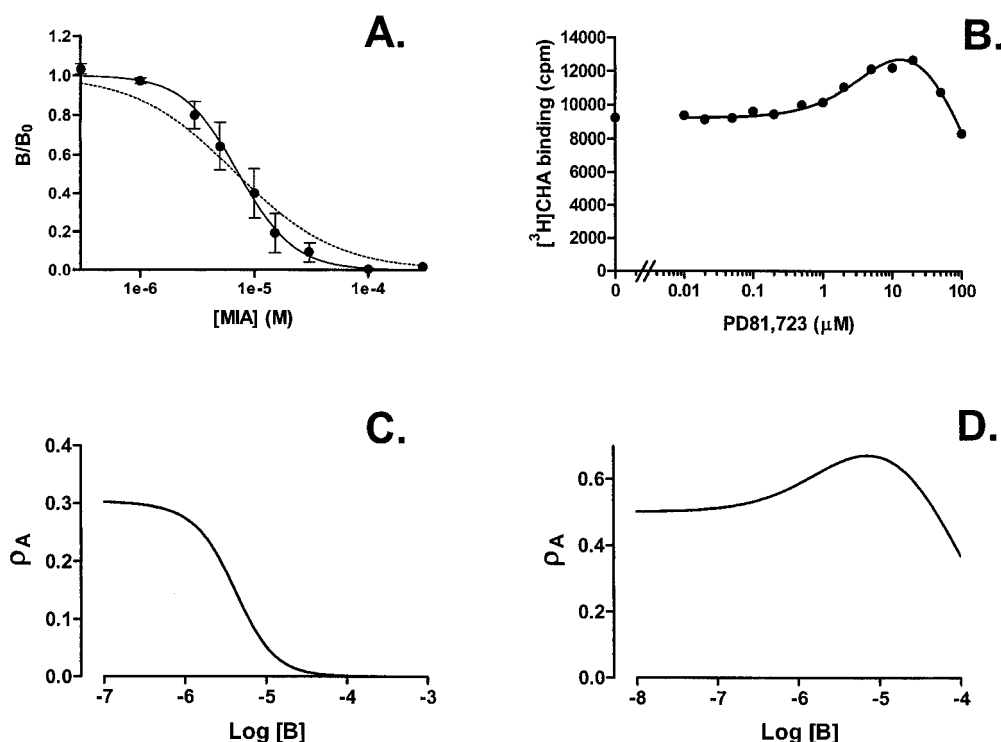 A.
1.2
1.0
0.8
0.6
0.4
0.2
0.0
B/B₀
1e-6 1e-5 1e-4
[MIA] (M)
B.
14000
12000
10000
8000
6000
4000
2000
0
[³H]CHA binding (cpm)
0 0.01 0.1 1 10 100
PD81,723 (μM)
C.
0.4
0.3
0.2
0.1
0.0
ρA
-7 -6 -5 -4 -3
Log [B]
D.
0.6
0.4
0.2
0.0
ρA
-8 -7 -6 -5 -4
Log [B]